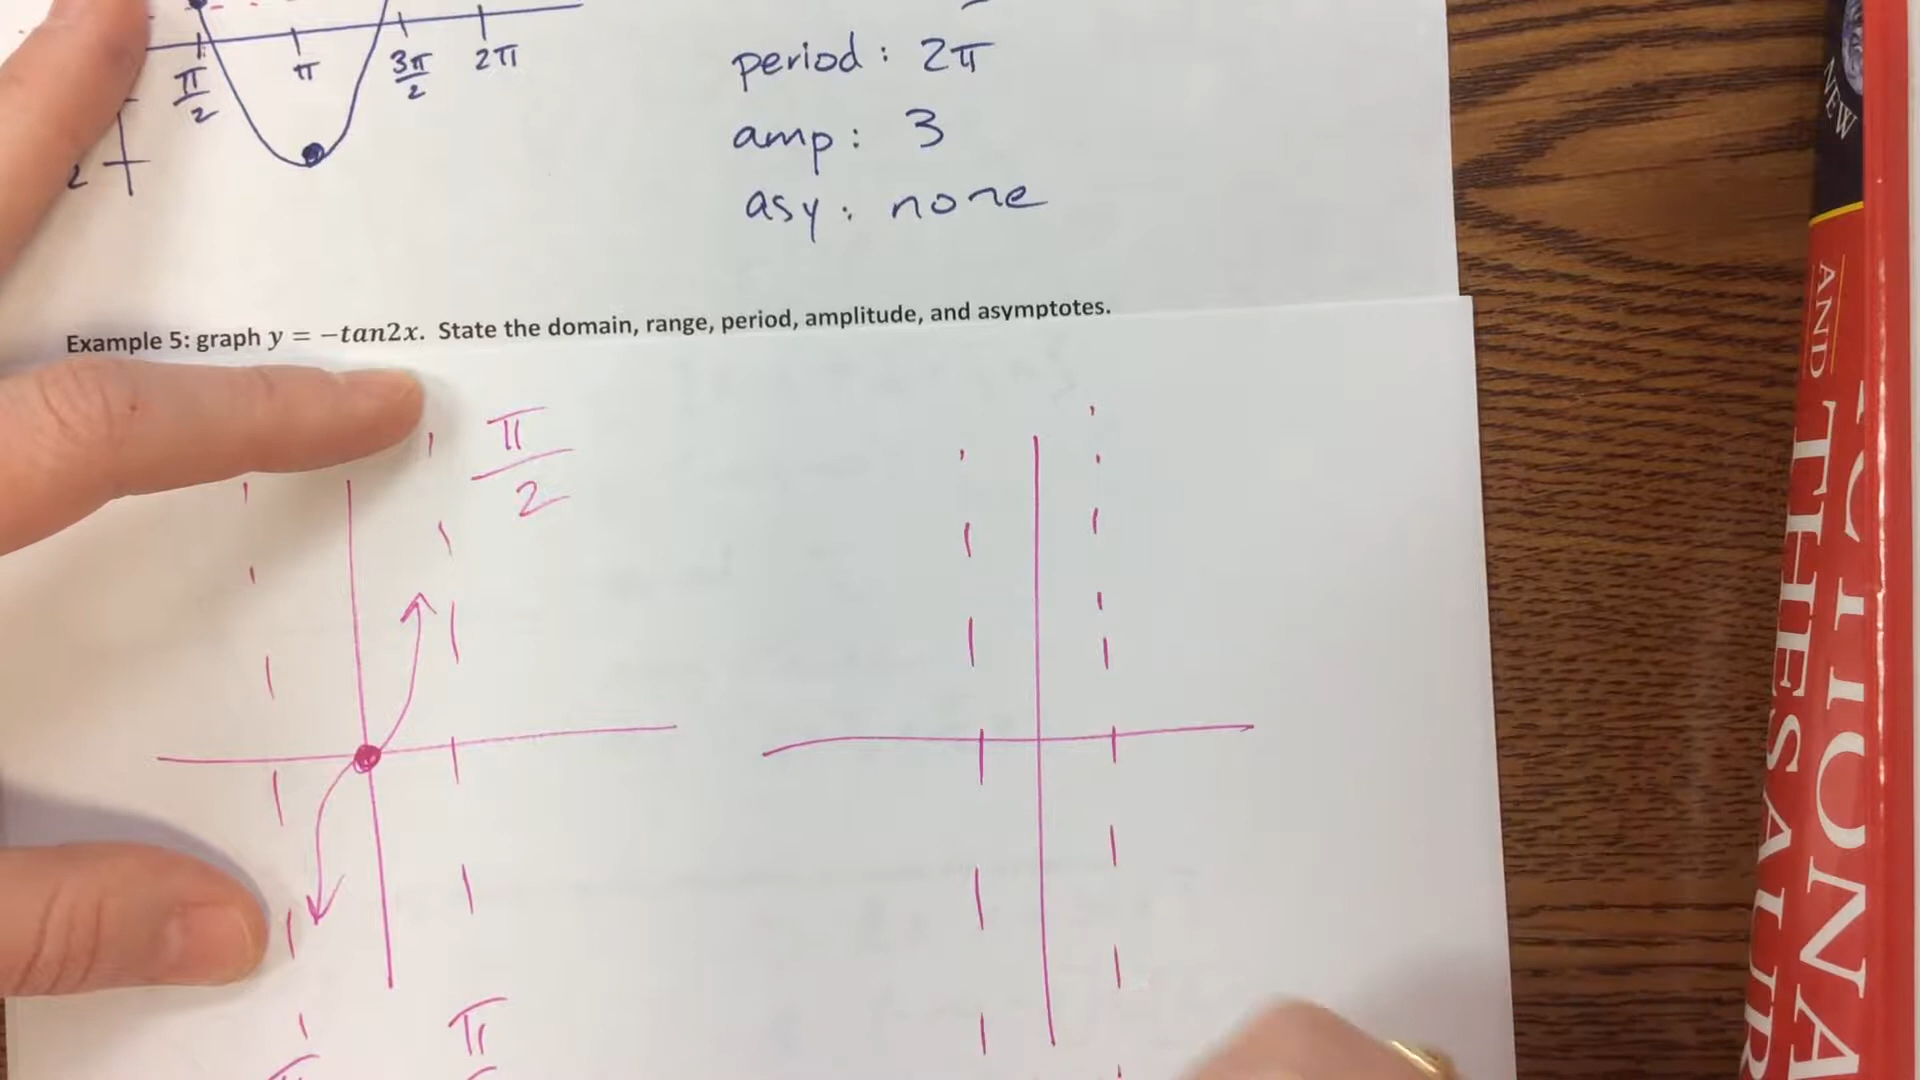 π/2 π 3π/2 2π
2
period: 2π
amp: 3
asy: none
Example 5: graph y = −tan2x. State the domain, range, period, amplitude, and asymptotes.
π/2
π
NEW
AND THESAUR